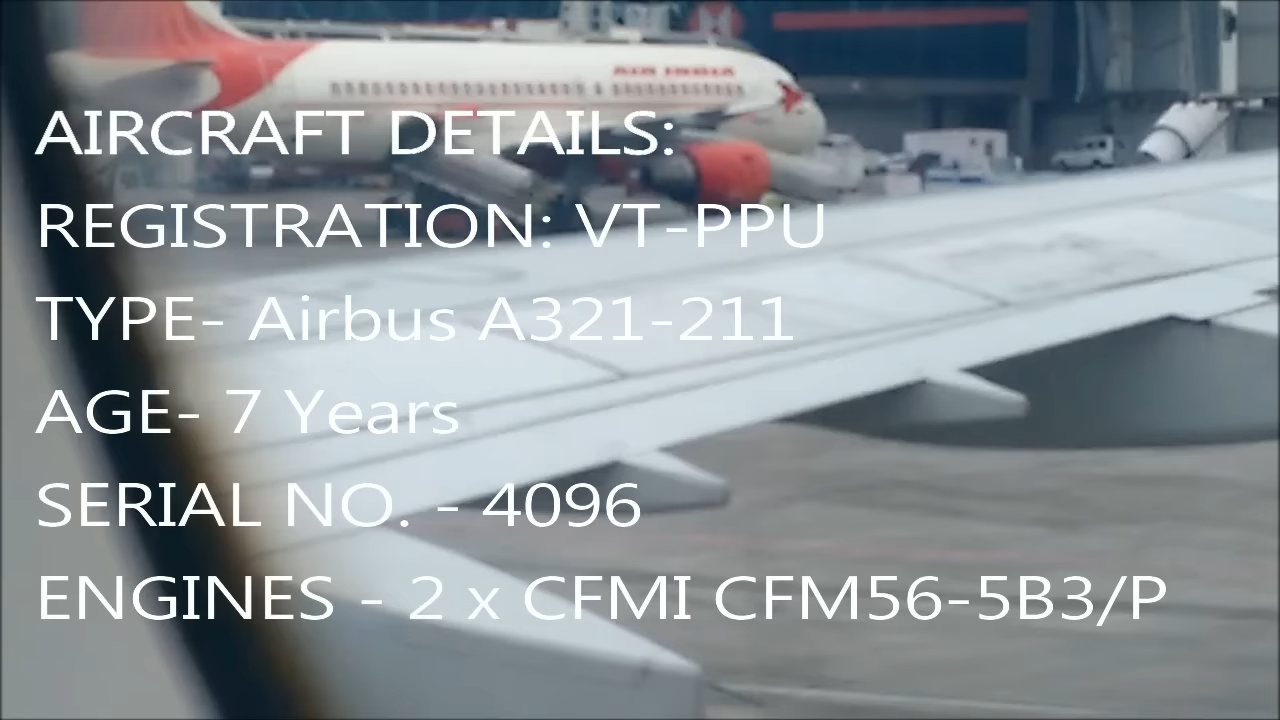 AIR INDIA
AIRCRAFT DETAILS:
REGISTRATION: VT-PPU
TYPE- Airbus A321-211
AGE- 7 Years
SERIAL NO. - 4096
ENGINES - 2 x CFMI CFM56-5B3/P